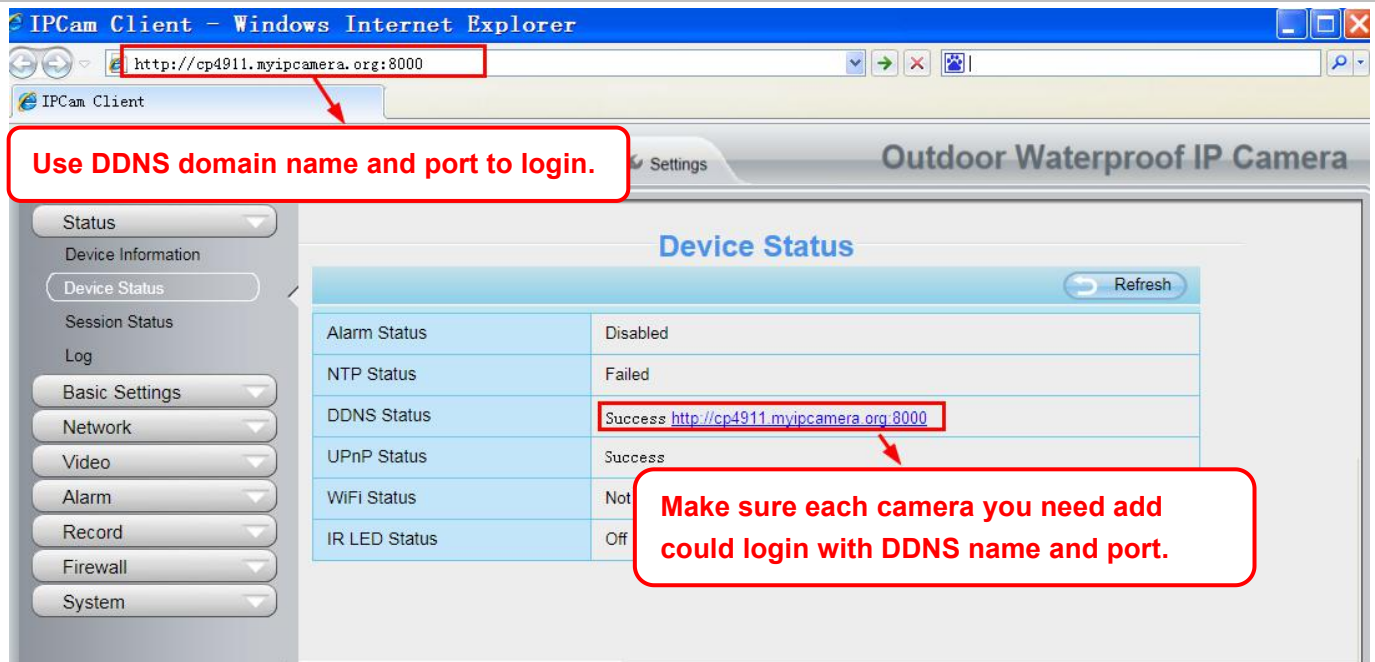 IPCam Client - Windows Internet Explorer
http://cp4911.myipcamera.org:8000
IPCam Client
Use DDNS domain name and port to login.
Settings
Outdoor Waterproof IP Camera
Status
Device Information
Device Status
Session Status
Log
Basic Settings
Network
Video
Alarm
Record
Firewall
System
Device Status
Refresh
Alarm Status Disabled
NTP Status Failed
DDNS Status Success http://cp4911.myipcamera.org:8000
UPnP Status Success
WiFi Status Not
IR LED Status Off
Make sure each camera you need add
could login with DDNS name and port.